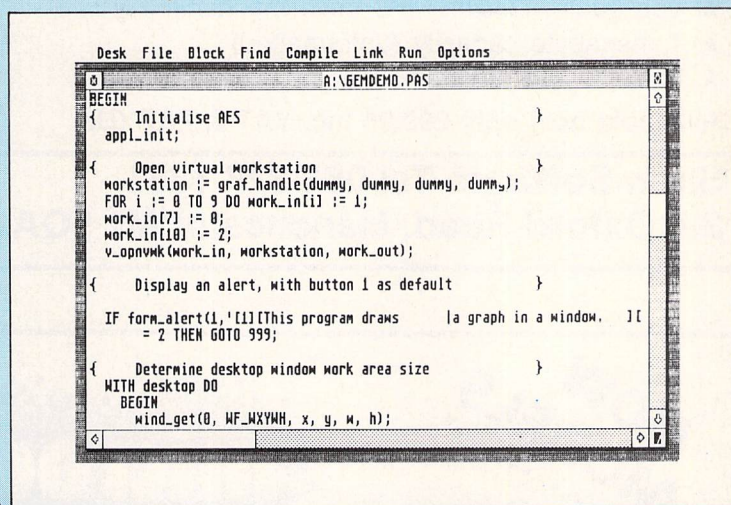 Desk File Block Find Compile Link Run Options
A:\GEMDEMO.PAS
BEGIN
{ Initialise AES }
appl_init;
{ Open virtual workstation }
workstation := graf_handle(dummy, dummy, dummy, dummy);
FOR i := 0 TO 9 DO work_in[i] := 1;
work_in[7] := 0;
work_in[10] := 2;
v_opnvwk(work_in, workstation, work_out);
{ Display an alert, with button 1 as default }
IF form_alert(1,'[1][This program draws |a graph in a window. ][
= 2 THEN GOTO 999;
{ Determine desktop window work area size }
WITH desktop DO
BEGIN
wind_get(0, WF_WXYWH, x, y, w, h);